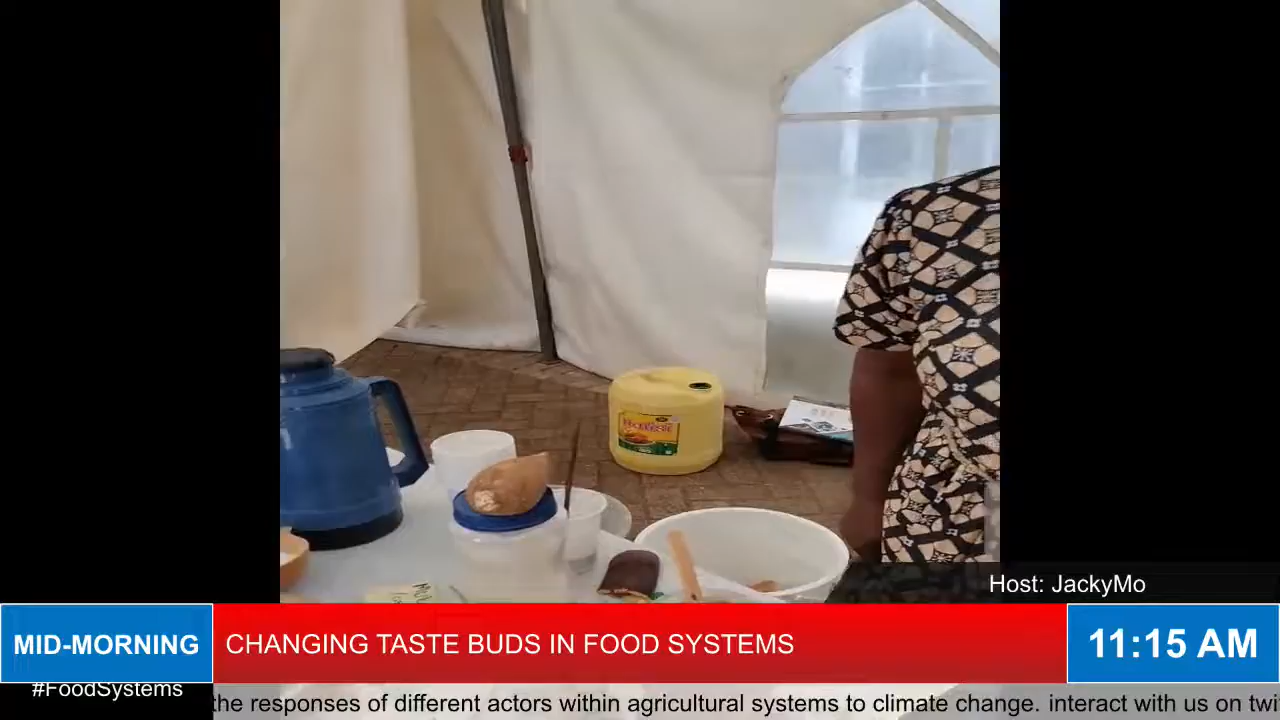 Host: JackyMo
MID-MORNING
CHANGING TASTE BUDS IN FOOD SYSTEMS
11:15 AM
#FoodSystems
the responses of different actors within agricultural systems to climate change. interact with us on twi